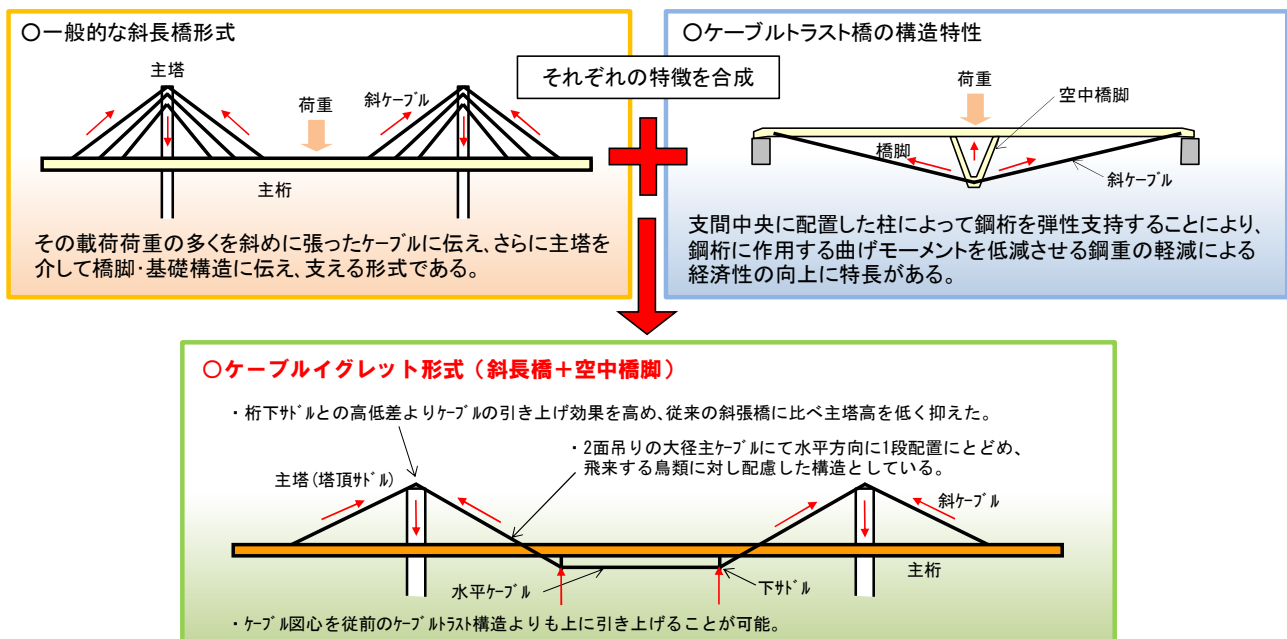 〇一般的な斜長橋形式
主塔
荷重
斜ケーブル
主桁
その載荷荷重の多くを斜めに張ったケーブルに伝え、さらに主塔を
介して橋脚・基礎構造に伝え、支える形式である。
それぞれの特徴を合成
〇ケーブルトラスト橋の構造特性
荷重
空中橋脚
橋脚
斜ケーブル
支間中央に配置した柱によって鋼桁を弾性支持することにより、
鋼桁に作用する曲げモーメントを低減させる鋼重の軽減による
経済性の向上に特長がある。
〇ケーブルイグレット形式（斜長橋＋空中橋脚）
・桁下ｻﾄﾞﾙとの高低差よりｹｰﾌﾞﾙの引き上げ効果を高め、従来の斜張橋に比べ主塔高を低く抑えた。
・2面吊りの大径主ｹｰﾌﾞﾙにて水平方向に1段配置にとどめ、
飛来する鳥類に対し配慮した構造としている。
主塔(塔頂ｻﾄﾞﾙ)
斜ｹｰﾌﾞﾙ
主桁
水平ｹｰﾌﾞﾙ
下ｻﾄﾞﾙ
・ｹｰﾌﾞﾙ図心を従前のｹｰﾌﾞﾙﾄﾗｽﾄ構造よりも上に引き上げることが可能。